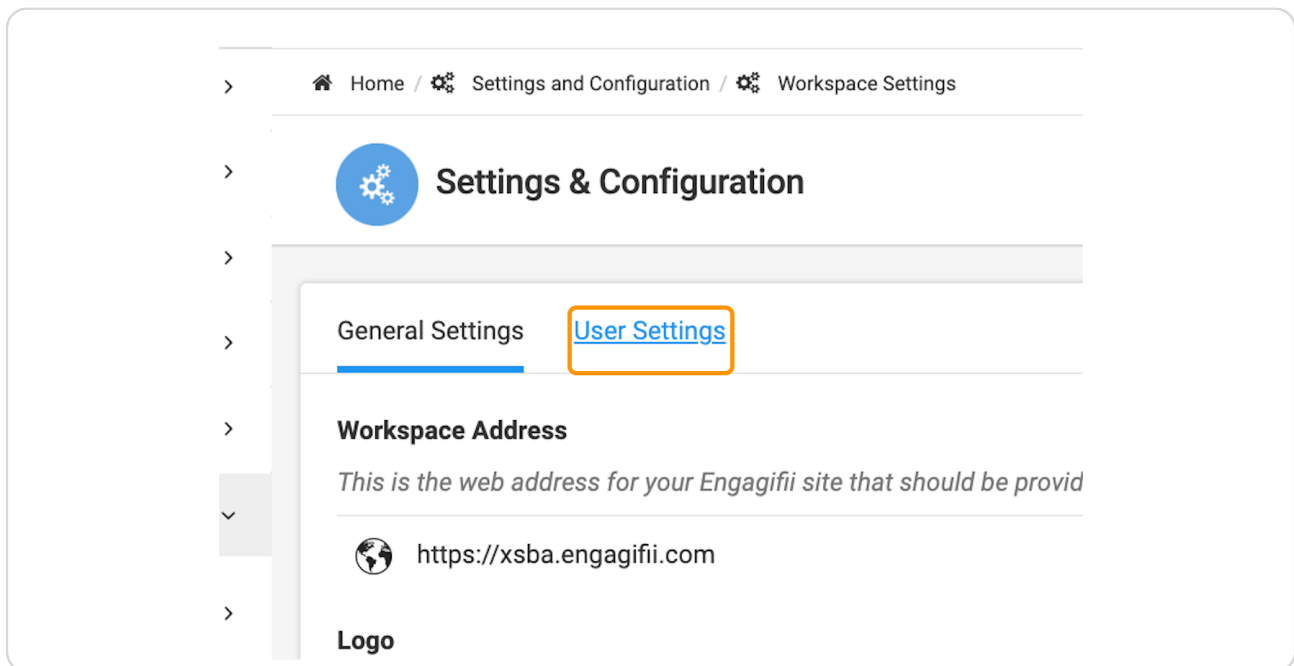 Home / Settings and Configuration / Workspace Settings
Settings & Configuration
General Settings User Settings
Workspace Address
This is the web address for your Engagifii site that should be provid
https://xsba.engagifii.com
Logo